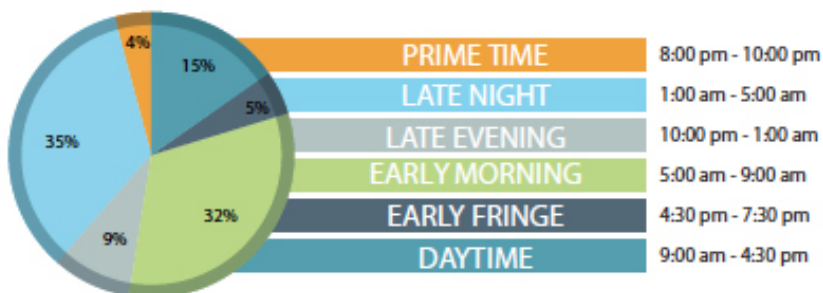 4%
15%
5%
35%
32%
9%
PRIME TIME 8:00 pm - 10:00 pm
LATE NIGHT 1:00 am - 5:00 am
LATE EVENING 10:00 pm - 1:00 am
EARLY MORNING 5:00 am - 9:00 am
EARLY FRINGE 4:30 pm - 7:30 pm
DAYTIME 9:00 am - 4:30 pm